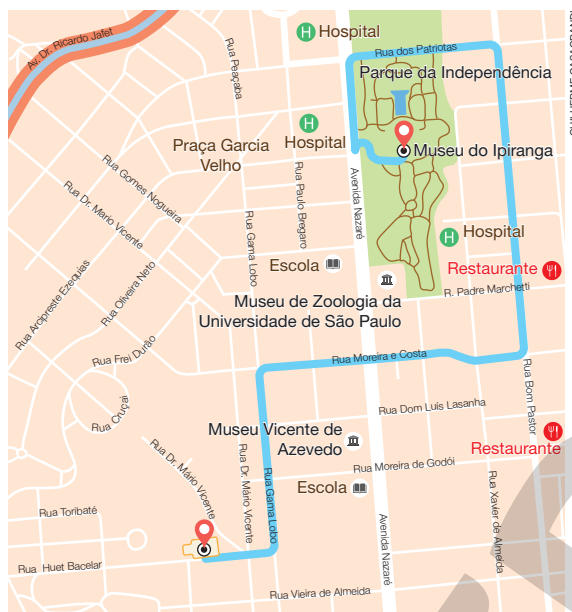 Av. Dr. Ricardo Jafet
Rua Peaçaba
Hospital
Rua dos Patriotas
Parque da Independência
Hospital
Praça Garcia
Velho
Museu do Ipiranga
Rua Gomes Nogueira
Rua Dr. Mario Vicente
Rua Paulo Bregaro
Avenida Nazaré
Rua Gama Lobo
Hospital
Rua Arcipreste Ezequias
Rua Oliveira Neto
Escola
Restaurante
Museu de Zoologia da
Universidade de São Paulo
R. Padre Marchetti
Rua Frei Durão
Rua Moreira e Costa
Rua Bom Pastor
Rua Cruçai
Rua Dom Luís Lasanha
Museu Vicente de
Azevedo
Restaurante
Rua Dr. Mário Vicente
Rua Dr. Mário Vicente
Rua Gama Lobo
Rua Moreira de Godói
Escola
Rua Xavier de Almeida
Rua Toribaté
Avenida Nazaré
Rua Huet Bacelar
Rua Vieira de Almeida